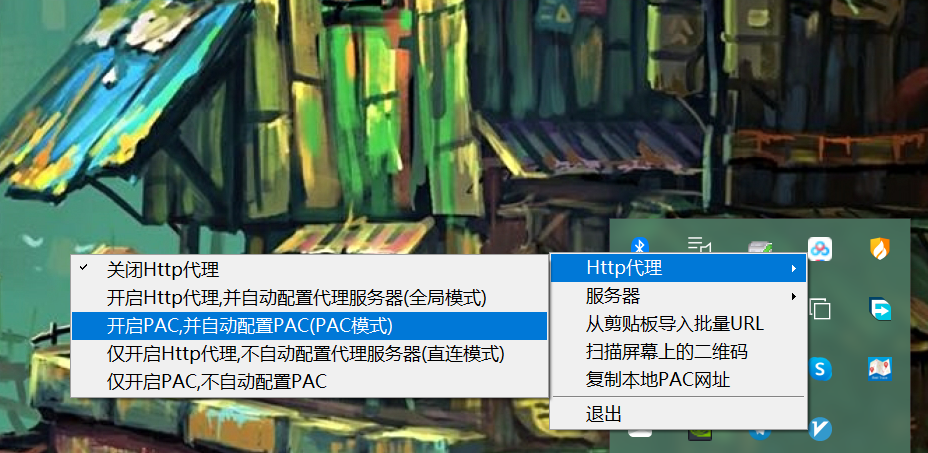 关闭Http代理
开启Http代理,并自动配置代理服务器(全局模式)
开启PAC,并自动配置PAC(PAC模式)
仅开启Http代理,不自动配置代理服务器(直连模式)
仅开启PAC,不自动配置PAC
Http代理
服务器
从剪贴板导入批量URL
扫描屏幕上的二维码
复制本地PAC网址
退出